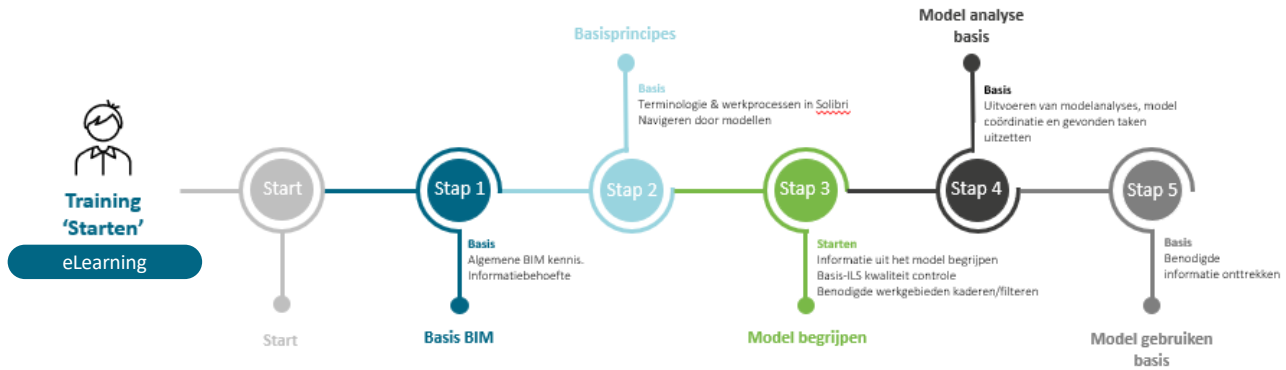 Training
‘Starten’
eLearning
Start
Start
Stap 1
Basis
Algemene BIM kennis.
Informatiebehoefte
Basis BIM
Basisprincipes
Basis
Terminologie & werkprocessen in Solibri
Navigeren door modellen
Stap 2
Stap 3
Starten
Informatie uit het model begrijpen
Basis-ILS kwaliteit controle
Benodigde werkgebieden kaderen/filteren
Model begrijpen
Model analyse
basis
Basis
Uitvoeren van modelanalyses, model
coördinatie en gevonden taken
uitzetten
Stap 4
Stap 5
Basis
Benodigde
informatie onttrekken
Model gebruiken
basis